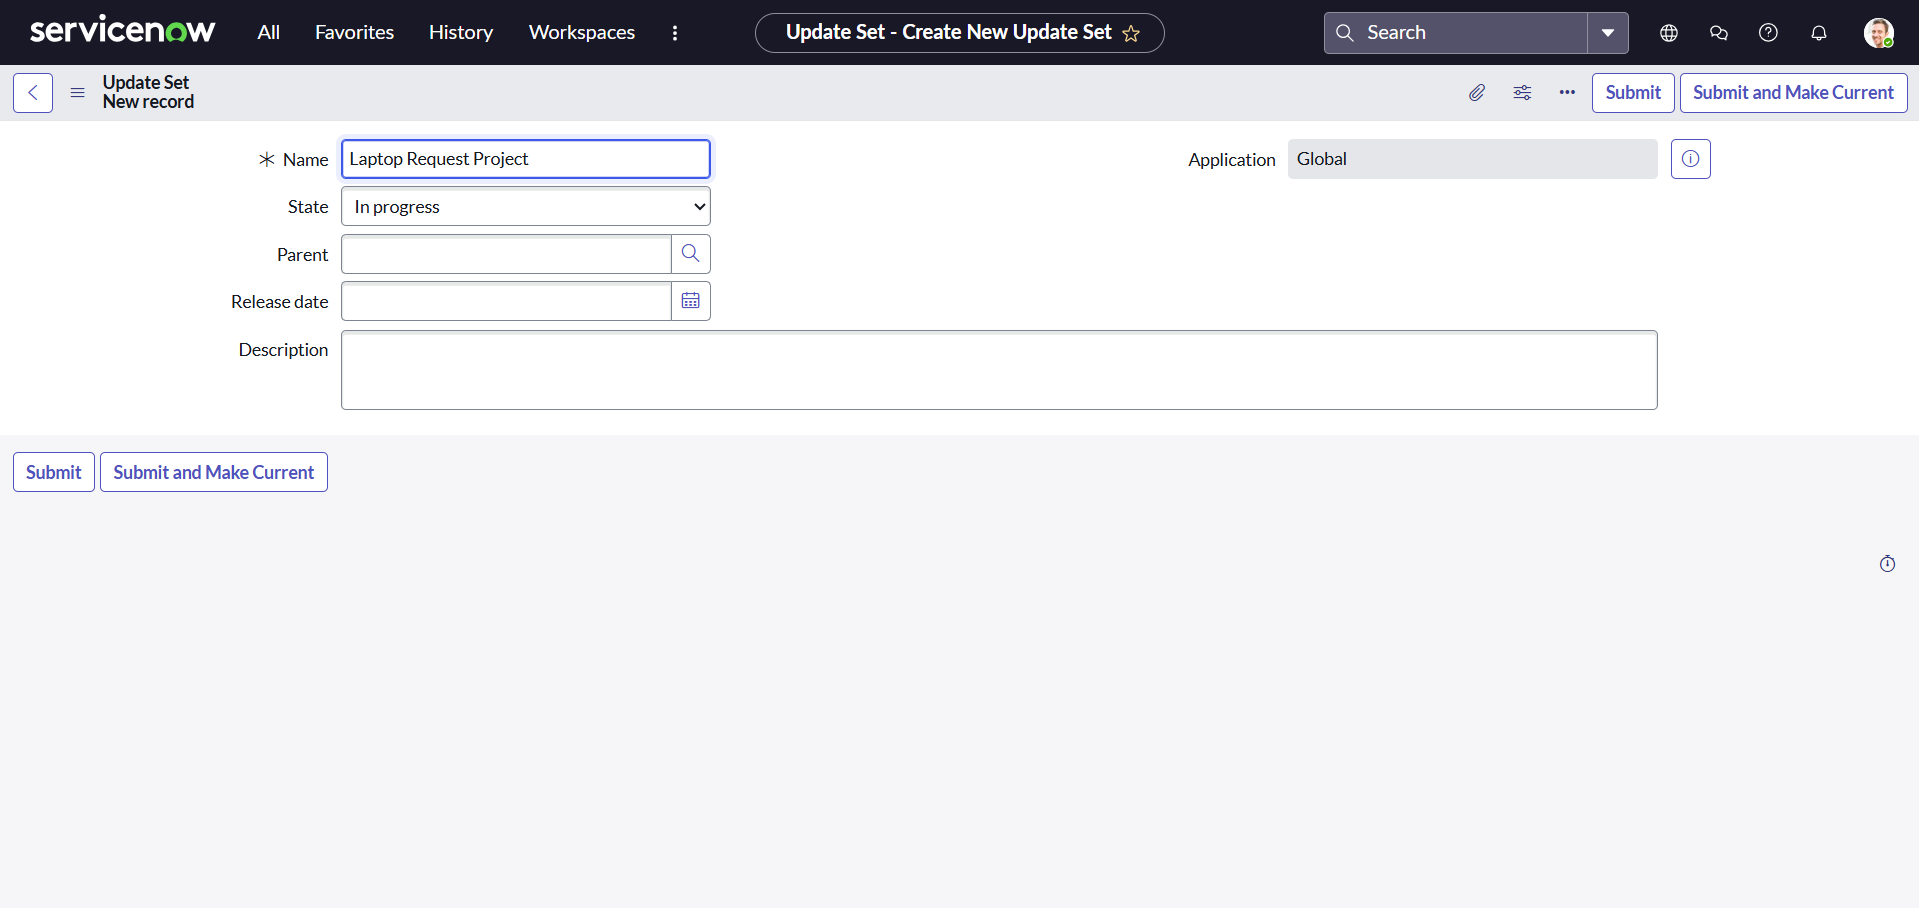 servicenow All Favorites History Workspaces Update Set - Create New Update Set Search
Update Set
New record
Submit Submit and Make Current
Name Laptop Request Project Application Global
State In progress
Parent
Release date
Description
Submit Submit and Make Current